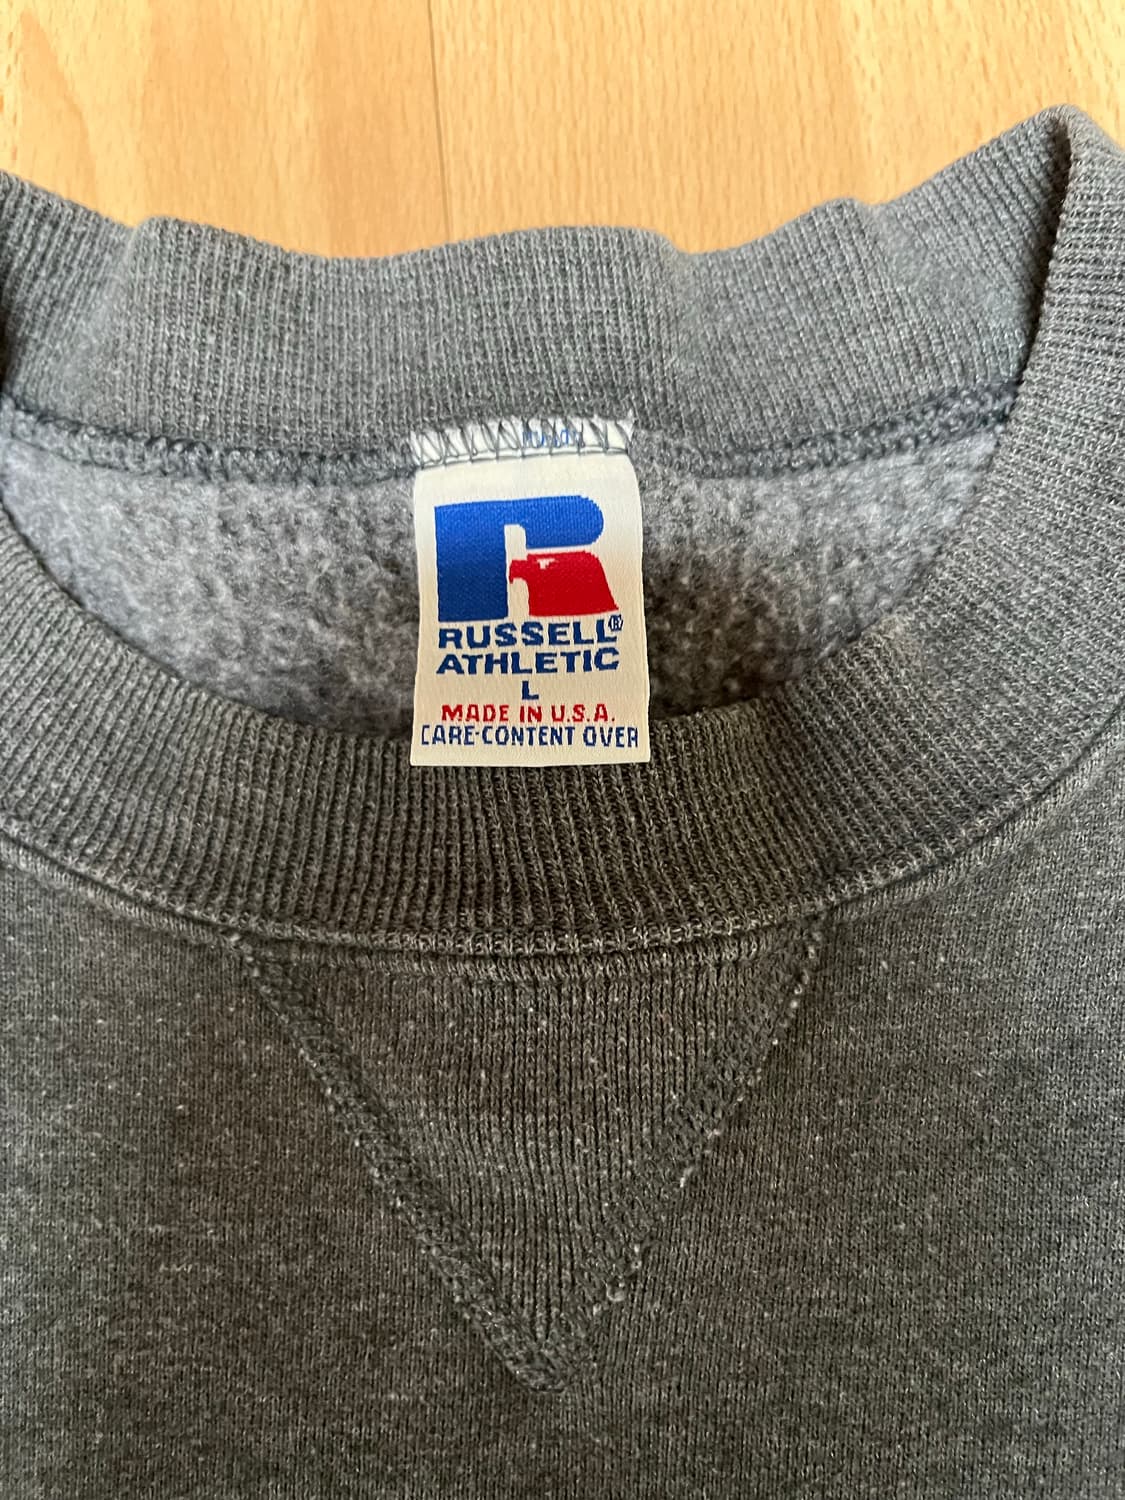 RUSSELL®
ATHLETIC
L
MADE IN U.S.A.
CARE-CONTENT OVER